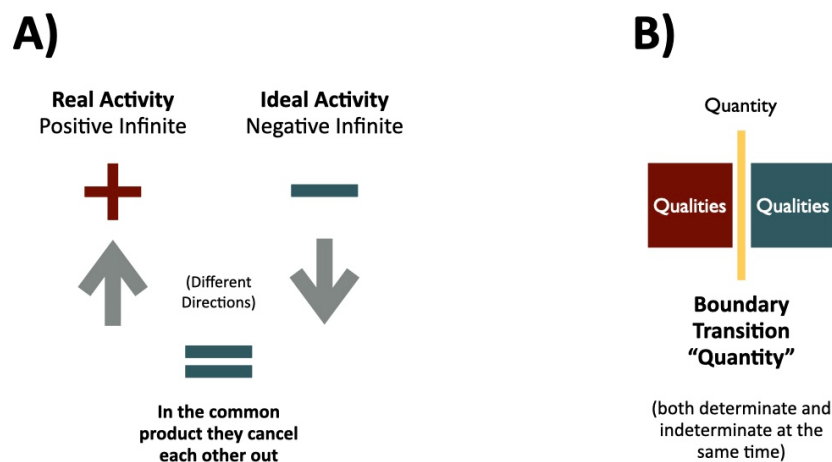 A)
Real Activity
Positive Infinite
Ideal Activity
Negative Infinite
(Different
Directions)
In the common
product they cancel
each other out
B)
Quantity
Qualities
Qualities
Boundary
Transition
“Quantity”
(both determinate and
indeterminate at the
same time)